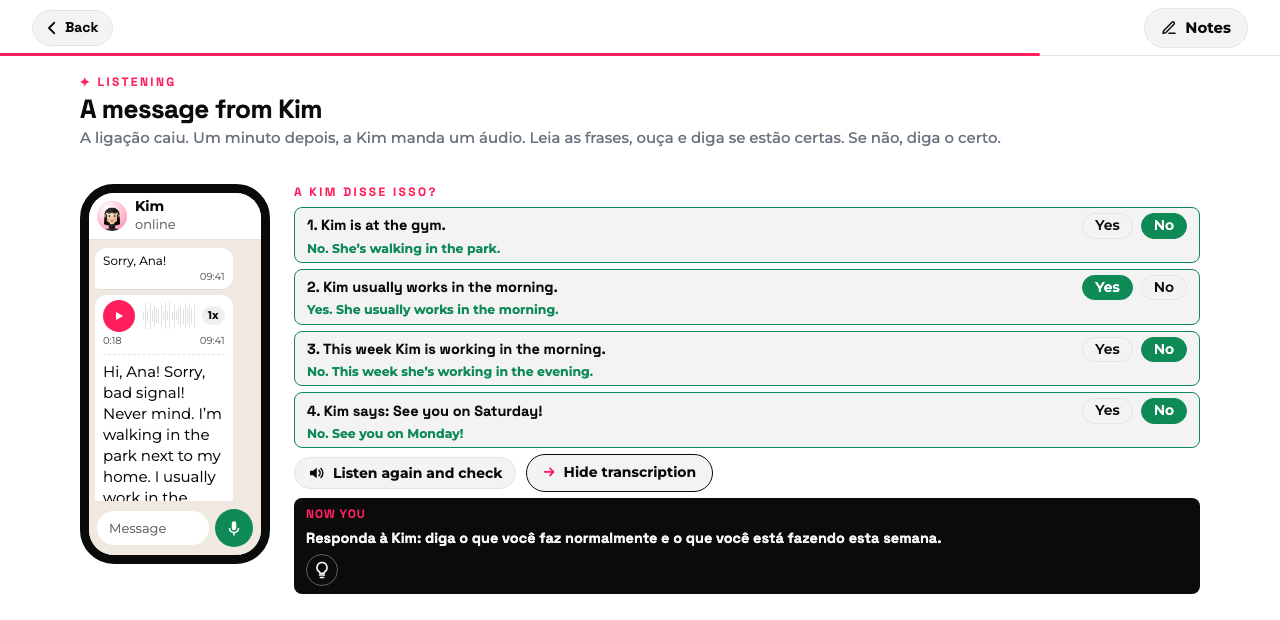 Back
Notes
LISTENING
A message from Kim
A ligação caiu. Um minuto depois, a Kim manda um áudio. Leia as frases, ouça e diga se estão certas. Se não, diga o certo.
Kim
online
Sorry, Ana!
09:41
1x
0:18
09:41
Hi, Ana! Sorry,
bad signal!
Never mind. I'm
walking in the
park next to my
home. I usually
work in the
Message
A KIM DISSE ISSO?
1. Kim is at the gym.
Yes
No
No. She's walking in the park.
2. Kim usually works in the morning.
Yes
No
Yes. She usually works in the morning.
3. This week Kim is working in the morning.
Yes
No
No. This week she's working in the evening.
4. Kim says: See you on Saturday!
Yes
No
No. See you on Monday!
Listen again and check
Hide transcription
NOW YOU
Responda à Kim: diga o que você faz normalmente e o que você está fazendo esta semana.